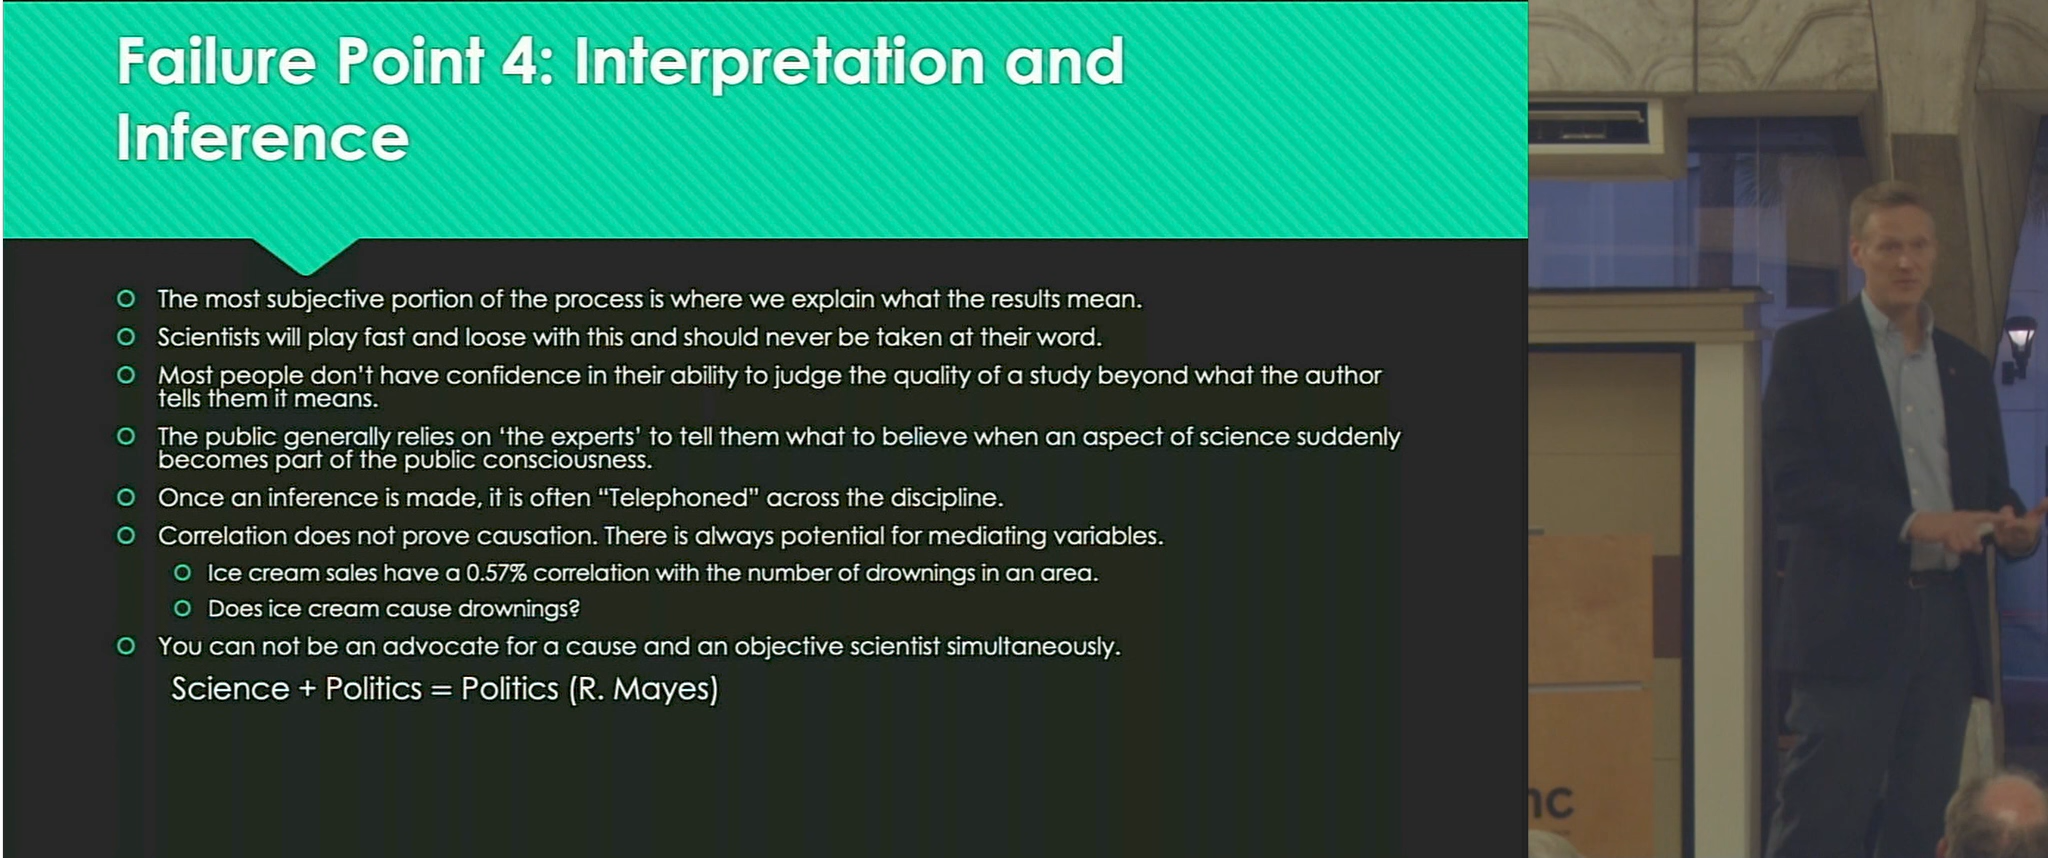 Failure Point 4: Interpretation and
Inference
The most subjective portion of the process is where we explain what the results mean.
Scientists will play fast and loose with this and should never be taken at their word.
Most people don't have confidence in their ability to judge the quality of a study beyond what the author
tells them it means.
The public generally relies on ‘the experts’ to tell them what to believe when an aspect of science suddenly
becomes part of the public consciousness.
Once an inference is made, it is often “Telephoned” across the discipline.
Correlation does not prove causation. There is always potential for mediating variables.
Ice cream sales have a 0.57% correlation with the number of drownings in an area.
Does ice cream cause drownings?
You can not be an advocate for a cause and an objective scientist simultaneously.
Science + Politics = Politics (R. Mayes)